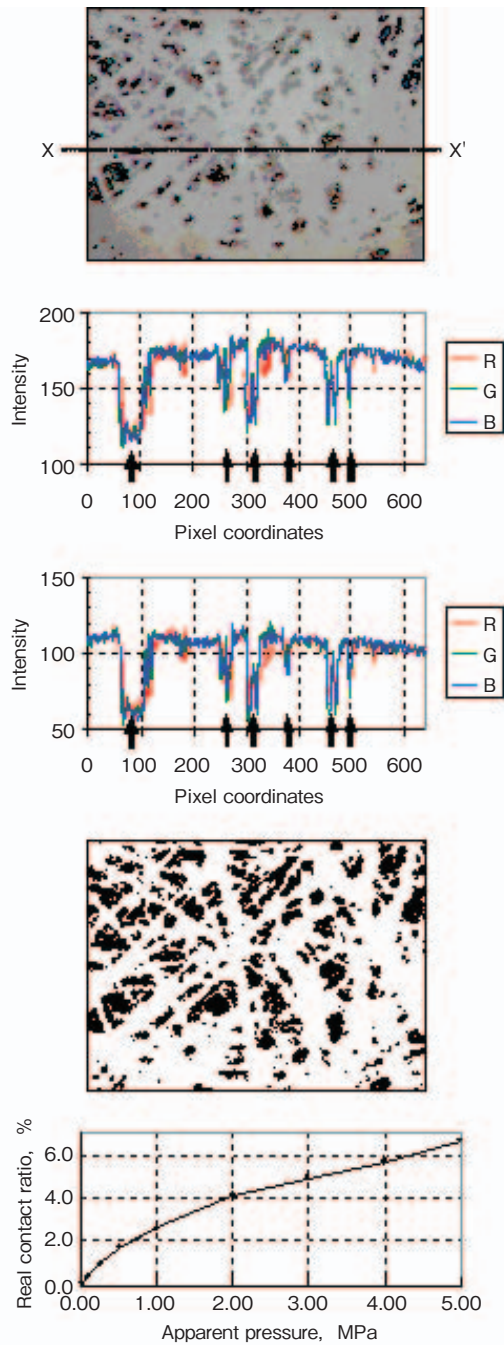 X X'
200
150
100
Intensity
R
G
B
0 100 200 300 400 500 600
Pixel coordinates
150
100
50
Intensity
R
G
B
0 100 200 300 400 500 600
Pixel coordinates
Real contact ratio, %
6.0
4.0
2.0
0.0
0.00 1.00 2.00 3.00 4.00 5.00
Apparent pressure, MPa